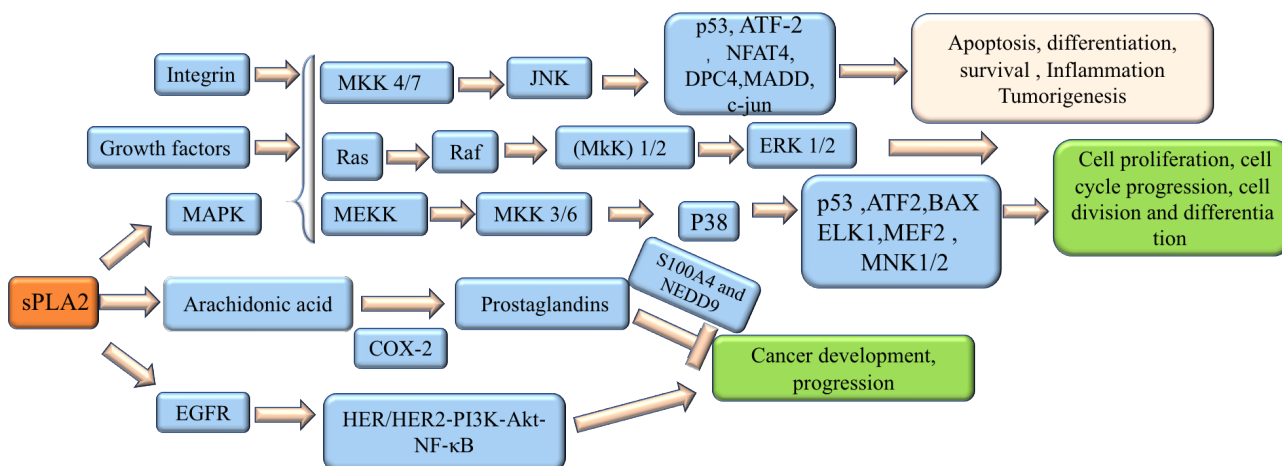 Integrin
MKK 4/7
JNK
p53, ATF-2
, NFAT4,
DPC4,MADD,
c-jun
Apoptosis, differentiation,
survival , Inflammation
Tumorigenesis
Growth factors
Ras
Raf
(MkK) 1/2
ERK 1/2
Cell proliferation, cell
cycle progression, cell
division and differentia
tion
MAPK
MEKK
MKK 3/6
P38
p53 ,ATF2,BAX
ELK1,MEF2 ,
MNK1/2
sPLA2
Arachidonic acid
COX-2
Prostaglandins
S100A4 and
NEDD9
Cancer development,
progression
EGFR
HER/HER2-PI3K-Akt-
NF-κB